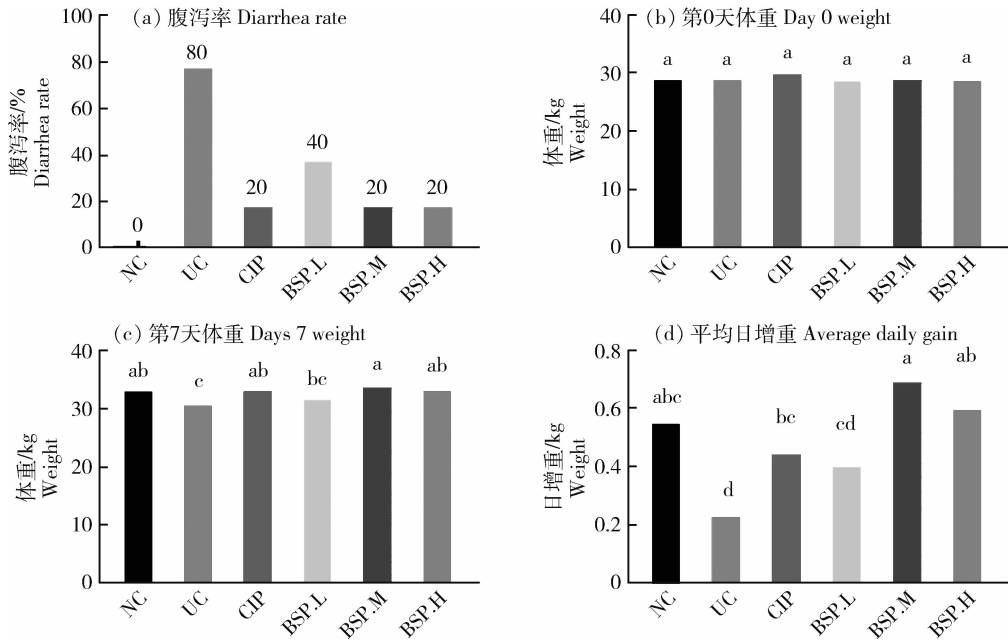 (a) 腹泻率 Diarrhea rate
腹泻率/%
Diarrhea rate
100
80
60
40
20
0
0
80
20
40
20
20
NC
UC
CIP
BSP.L
BSP.M
BSP.H
(b) 第0天体重 Day 0 weight
体重/kg
Weight
40
30
20
10
0
a
a
a
a
a
a
NC
UC
CIP
BSP.L
BSP.M
BSP.H
(c) 第7天体重 Days 7 weight
体重/kg
Weight
40
30
20
10
0
ab
c
ab
bc
a
ab
NC
UC
CIP
BSP.L
BSP.M
BSP.H
(d) 平均日增重 Average daily gain
日增重/kg
Weight
0.8
0.6
0.4
0.2
0
abc
d
bc
cd
a
ab
NC
UC
CIP
BSP.L
BSP.M
BSP.H